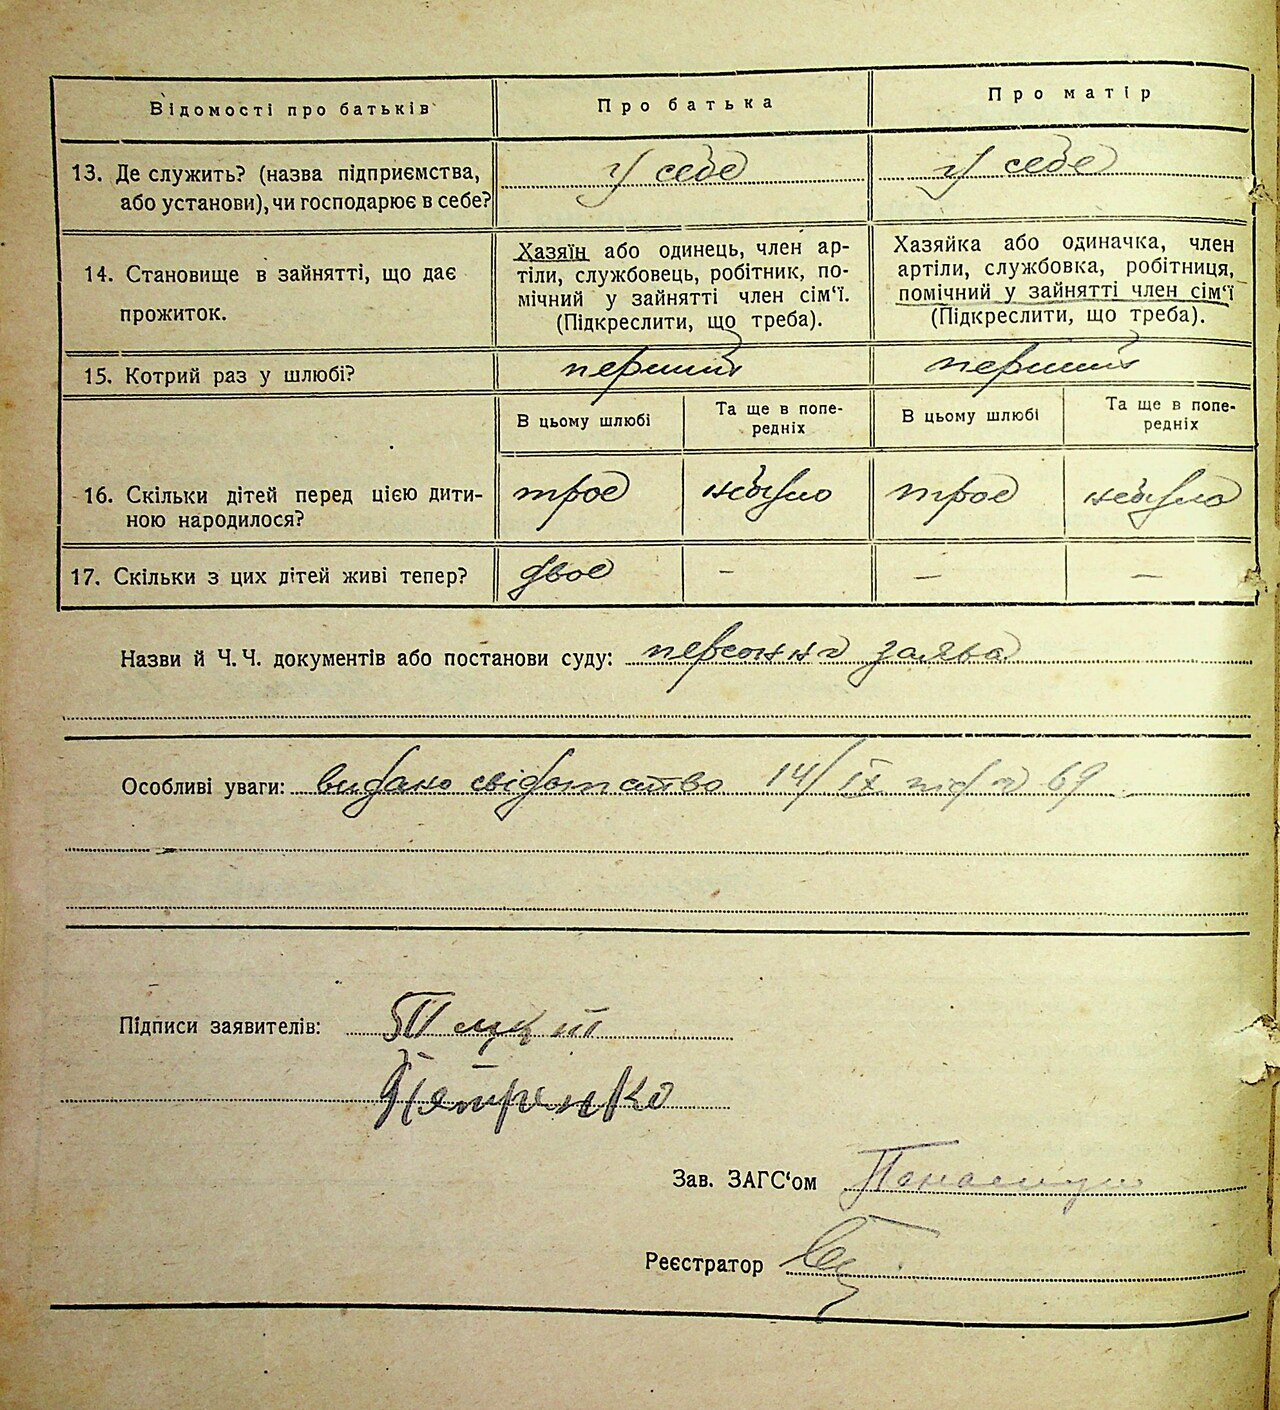 Відомості про батьків
Про батька
Про матір
13. Де служить? (назва підприємства,
або установи), чи господарює в себе?
у себе
у себе
14. Становище в зайнятті, що дає
прожиток.
Хазяїн або одинець, член ар-
тіли, службовець, робітник, по-
мічний у зайнятті член сім'ї.
(Підкреслити, що треба).
Хазяйка або одиначка, член
артіли, службовка, робітниця,
помічний у зайнятті член сім'ї
(Підкреслити, що треба).
15. Котрий раз у шлюбі?
перший
перший
В цьому шлюбі
Та ще в попе-
редніх
В цьому шлюбі
Та ще в попе-
редніх
16. Скільки дітей перед цією дити-
ною народилося?
троє
небуло
троє
небуло
17. Скільки з цих дітей живі тепер?
двоє
–
–
–
Назви й Ч. Ч. документів або постанови суду: персонна заява
Особливі уваги: видано свідотство 14/IX під № 69
Підписи заявителів:
Петренко
Зав. ЗАГС'ом
Реєстратор